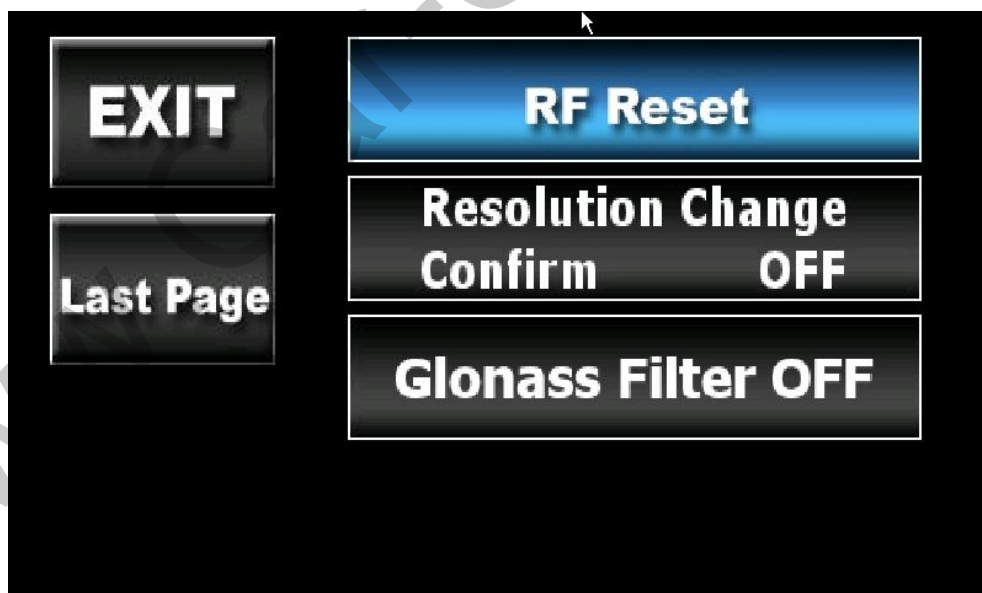 EXIT
RF Reset
Resolution Change
Confirm OFF
Last Page
Glonass Filter OFF